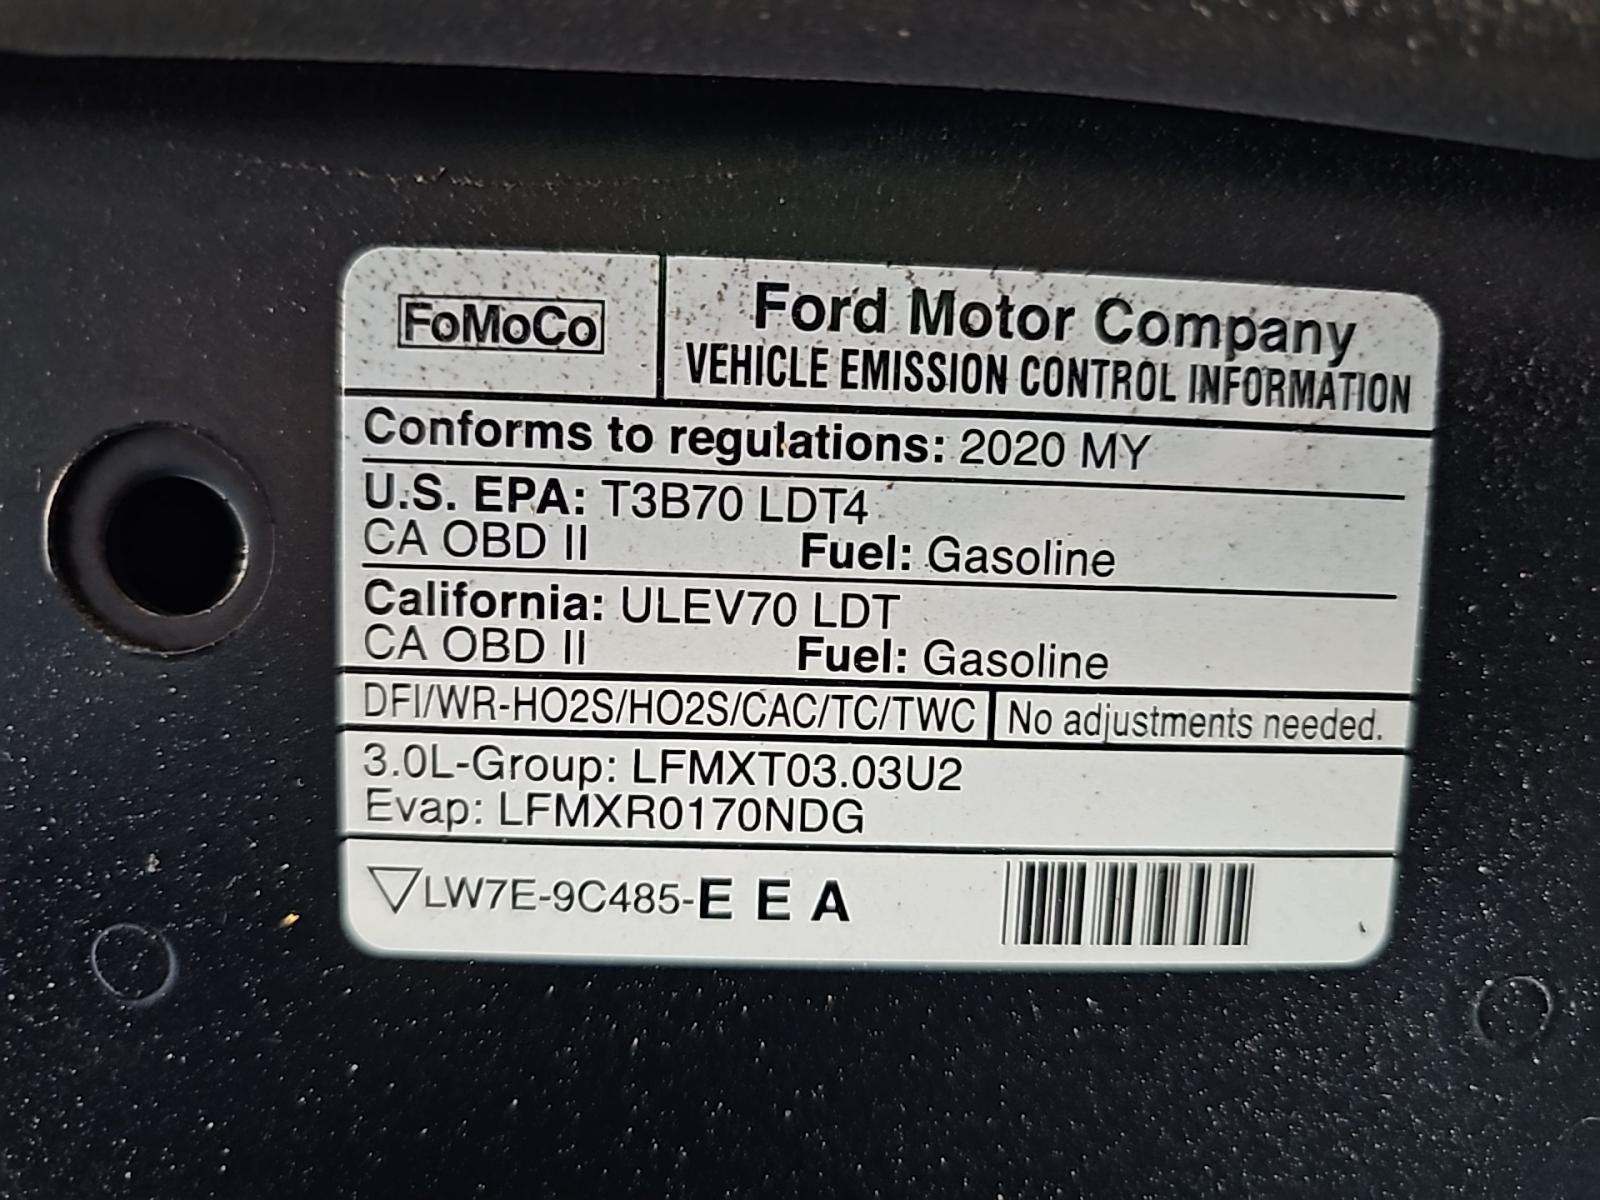 FoMoCo
Ford Motor Company
VEHICLE EMISSION CONTROL INFORMATION
Conforms to regulations: 2020 MY
U.S. EPA: T3B70 LDT4
CA OBD II Fuel: Gasoline
California: ULEV70 LDT
CA OBD II Fuel: Gasoline
DFI/WR-HO2S/HO2S/CAC/TC/TWC No adjustments needed.
3.0L-Group: LFMXT03.03U2
Evap: LFMXR0170NDG
LW7E-9C485-E E A